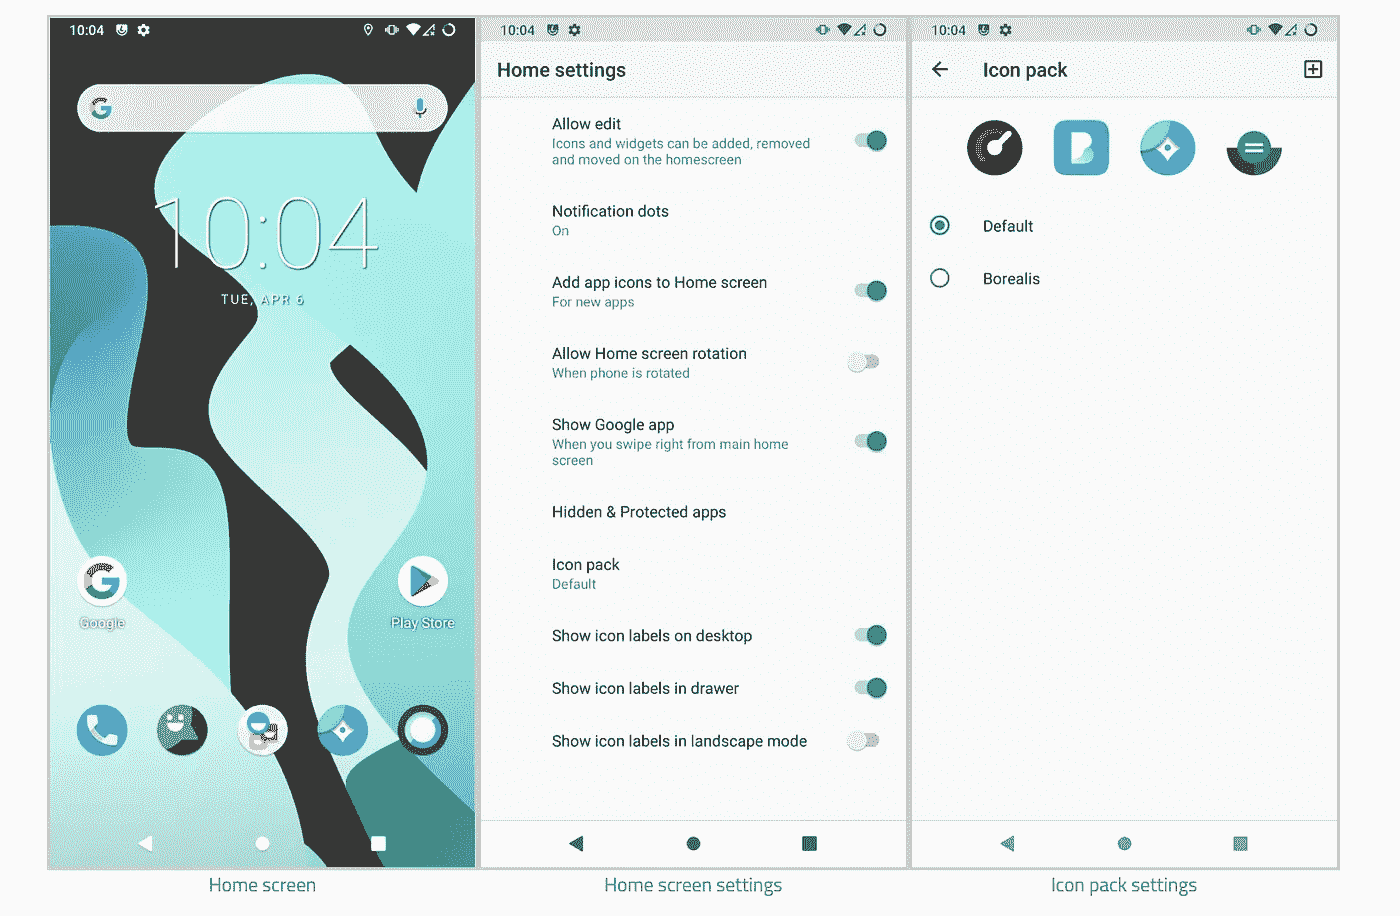 10:04
10:04
TUE, APR 6
Google
Play Store
Home screen
10:04
Home settings
Allow edit
Icons and widgets can be added, removed
and moved on the homescreen
Notification dots
On
Add app icons to Home screen
For new apps
Allow Home screen rotation
When phone is rotated
Show Google app
When you swipe right from main home
screen
Hidden & Protected apps
Icon pack
Default
Show icon labels on desktop
Show icon labels in drawer
Show icon labels in landscape mode
Home screen settings
10:04
Icon pack
Default
Borealis
Icon pack settings